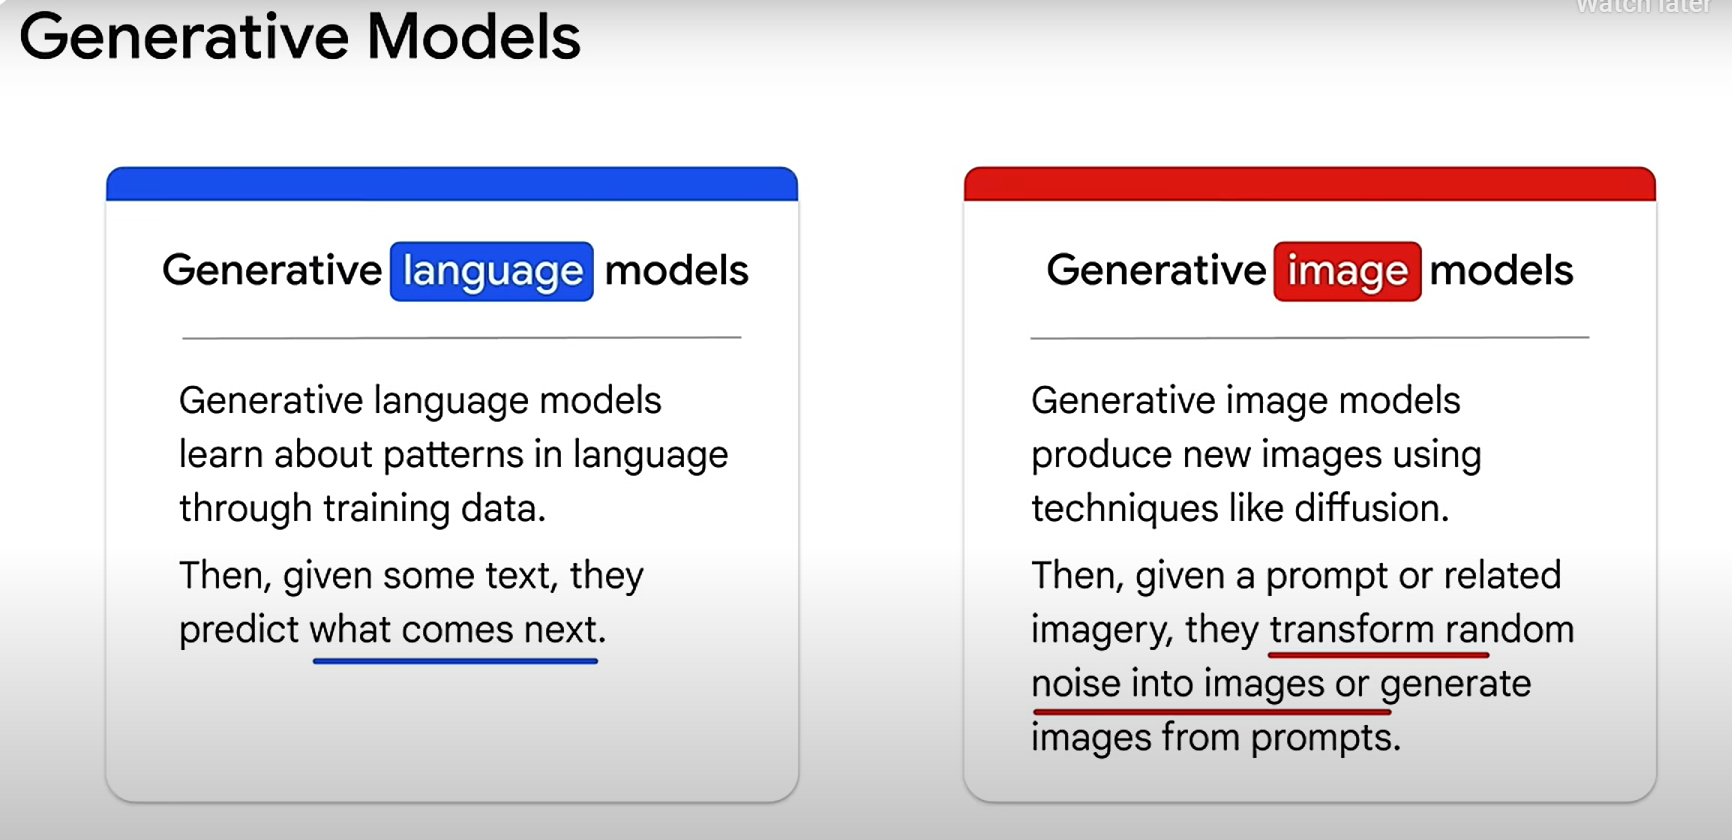 Watch later
Generative Models
Generative language models
Generative language models
learn about patterns in language
through training data.
Then, given some text, they
predict what comes next.
Generative image models
Generative image models
produce new images using
techniques like diffusion.
Then, given a prompt or related
imagery, they transform random
noise into images or generate
images from prompts.